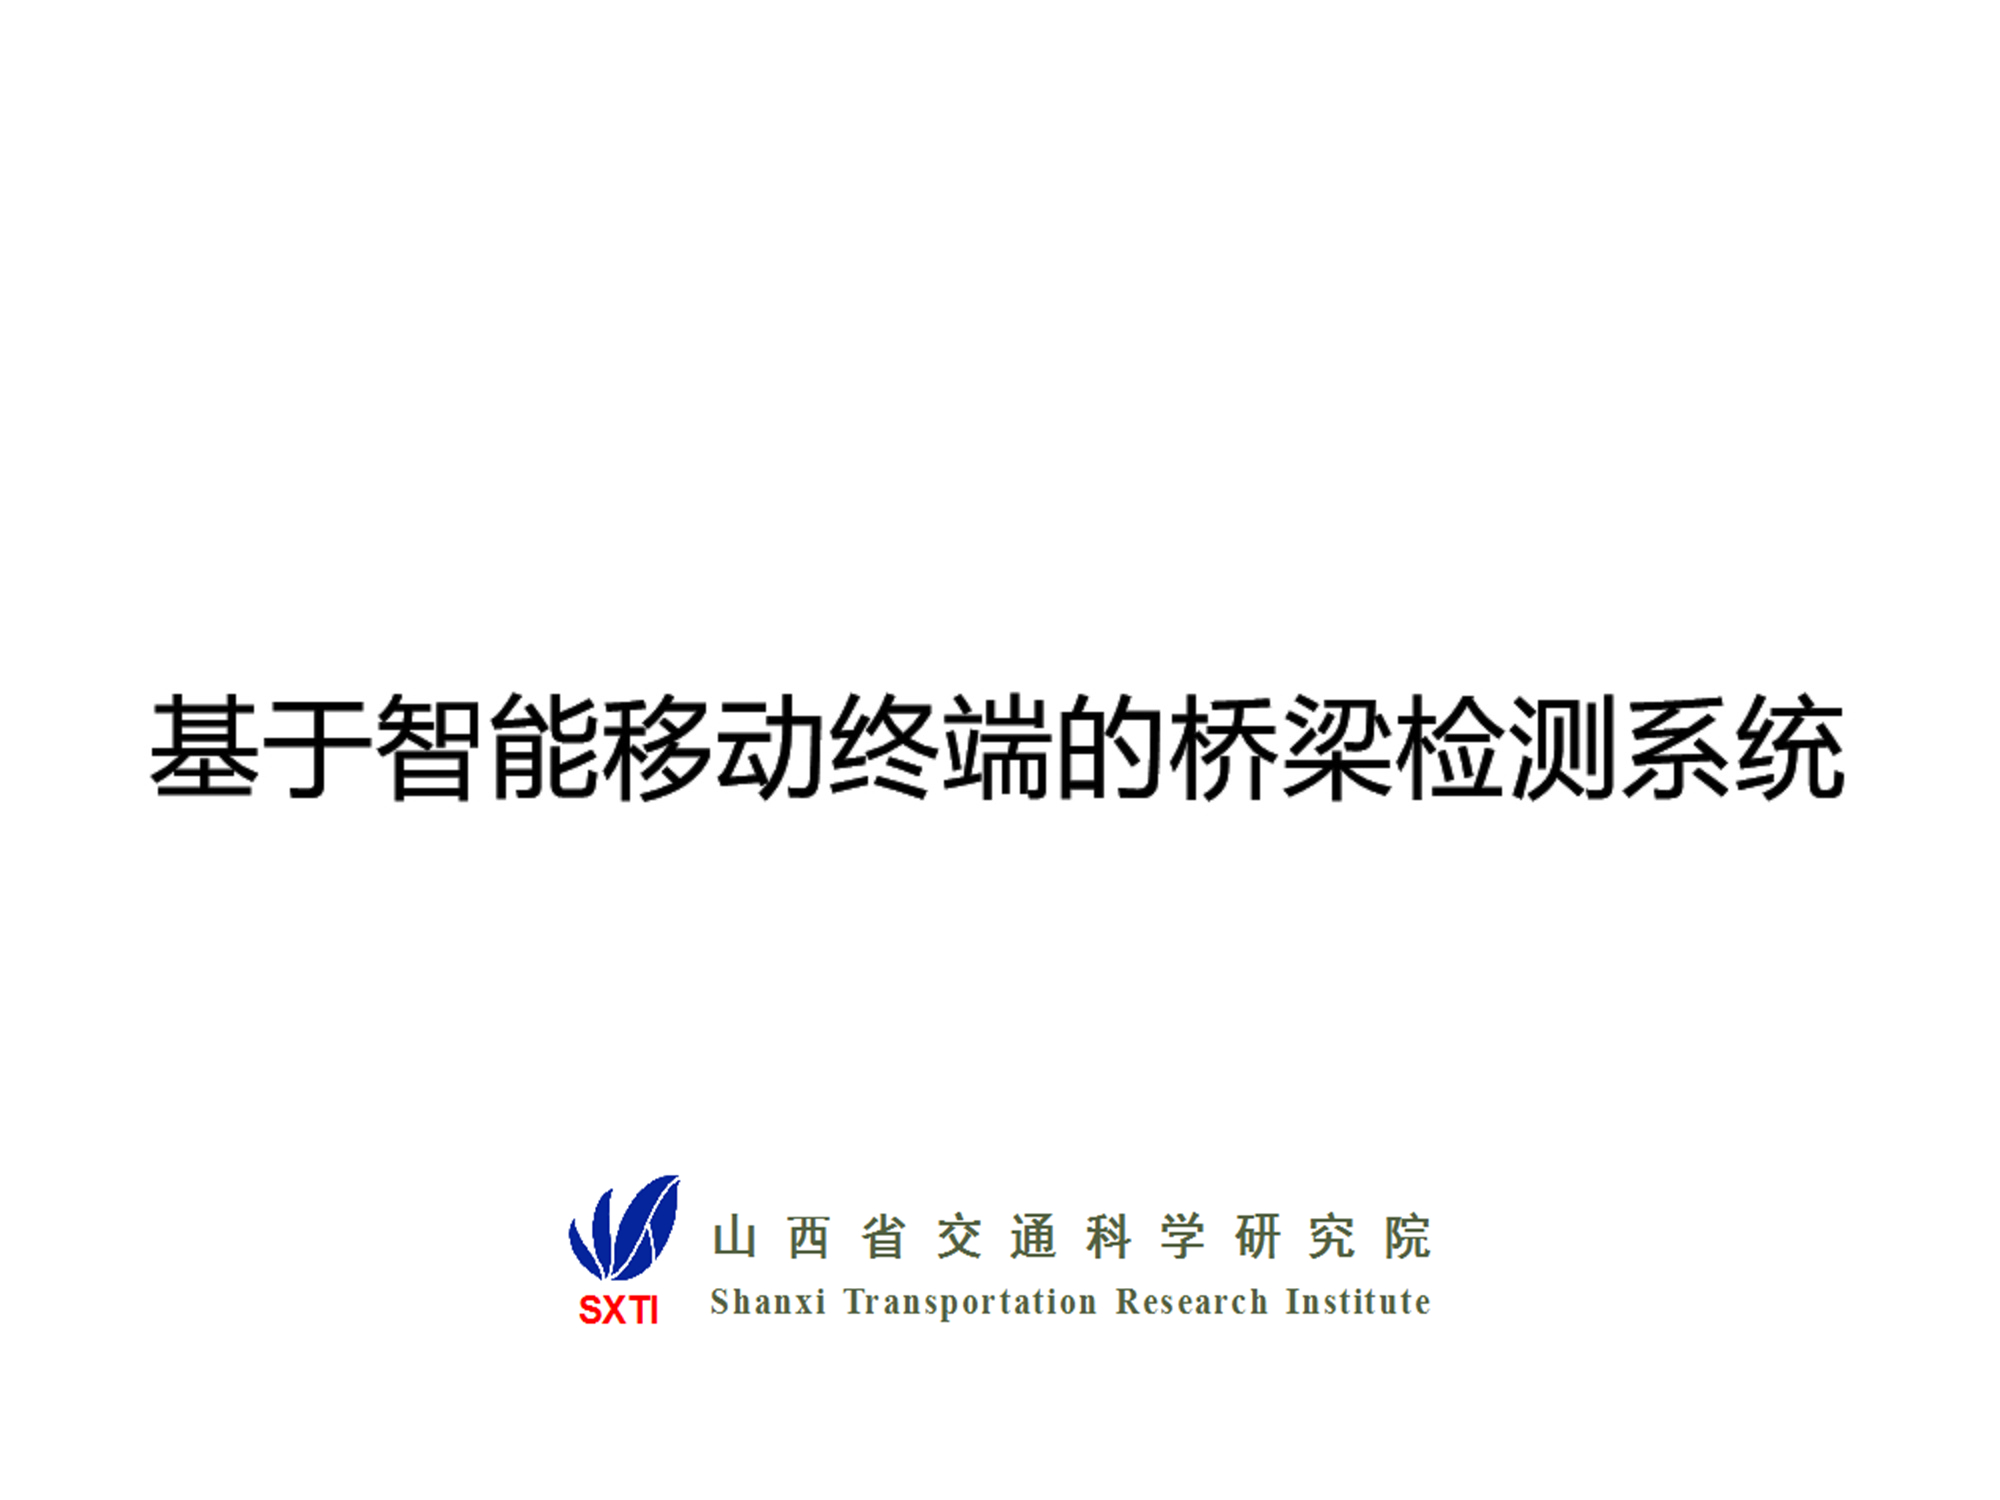 基于智能移动终端的桥梁检测系统
山西省交通科学研究院
SXTI
Shanxi Transportation Research Institute